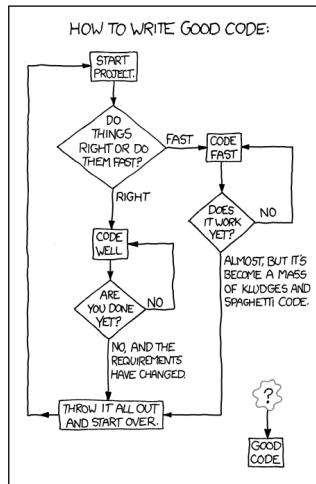 HOW TO WRITE GOOD CODE:
START
PROJECT.
DO
THINGS
RIGHT OR DO
THEM FAST?
FAST
CODE
FAST
RIGHT
DOES
IT WORK
YET?
NO
CODE
WELL
ALMOST, BUT IT'S
BECOME A MASS
OF KLUDGES AND
SPAGHETTI CODE.
ARE
YOU DONE
YET?
NO
NO, AND THE
REQUIREMENTS
HAVE CHANGED.
THROW IT ALL OUT
AND START OVER.
?
GOOD
CODE